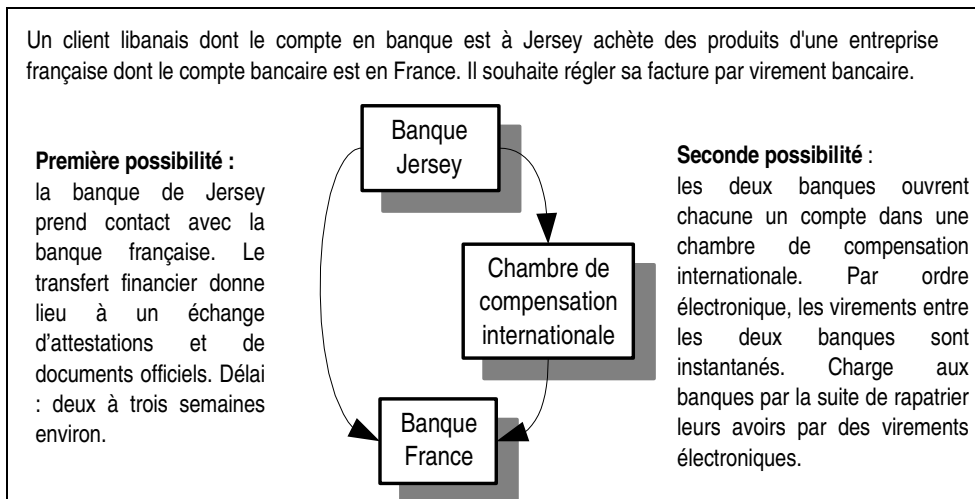 Un client libanais dont le compte en banque est à Jersey achète des produits d'une entreprise
française dont le compte bancaire est en France. Il souhaite régler sa facture par virement bancaire.
Première possibilité :
la banque de Jersey
prend contact avec la
banque française. Le
transfert financier donne
lieu à un échange
d'attestations et de
documents officiels. Délai
: deux à trois semaines
environ.
Banque
Jersey
Chambre de
compensation
internationale
Banque
France
Seconde possibilité :
les deux banques ouvrent
chacune un compte dans une
chambre de compensation
internationale. Par ordre
électronique, les virements entre
les deux banques sont
instantanés. Charge aux
banques par la suite de rapatrier
leurs avoirs par des virements
électroniques.